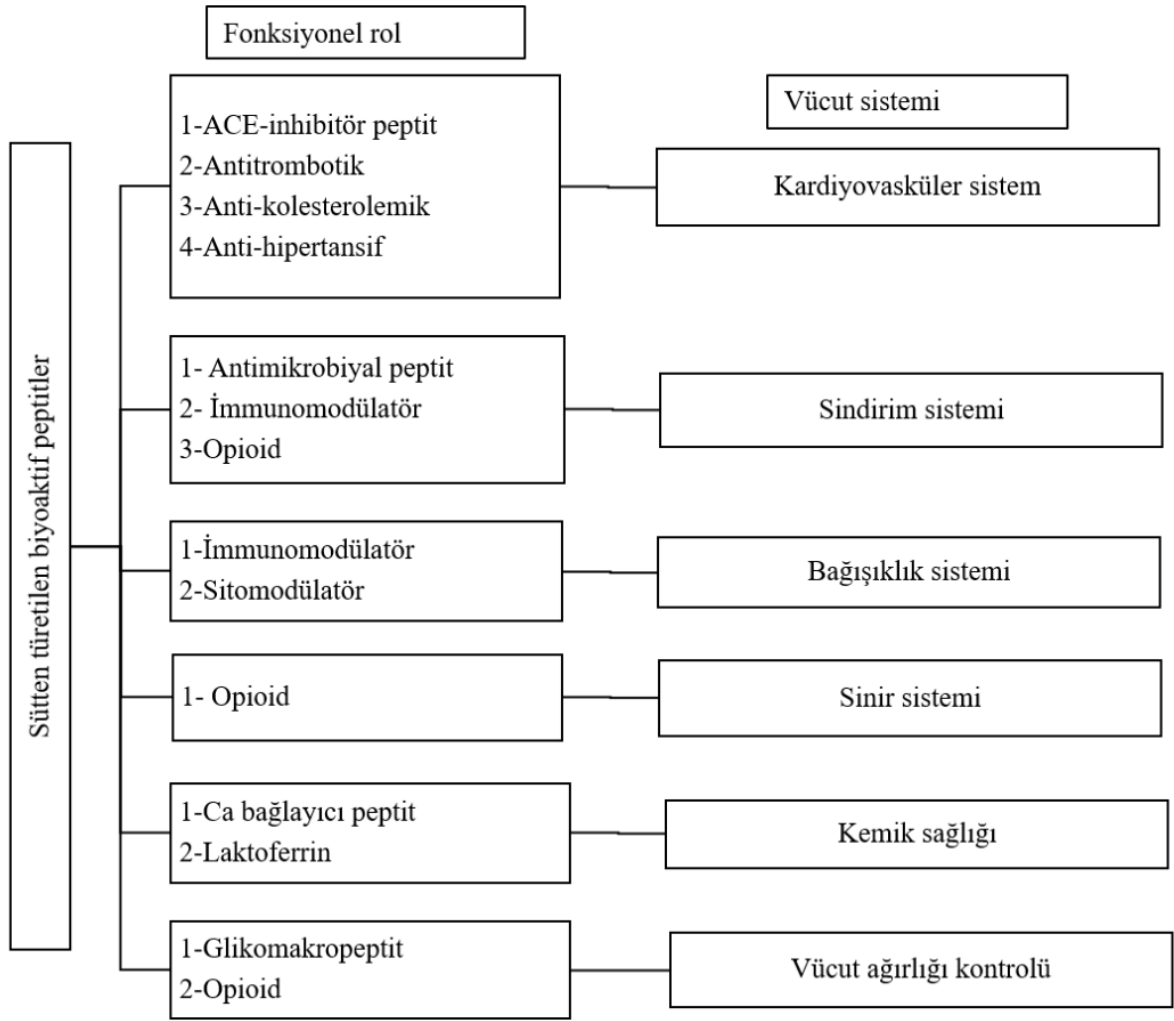 Fonksiyonel rol
Vücut sistemi
Sütten türetilen biyoaktif peptitler
1-ACE-inhibitör peptit
2-Antitrombotik
3-Anti-kolesterolemik
4-Anti-hipertansif
Kardiyovasküler sistem
1- Antimikrobiyal peptit
2- İmmunomodülatör
3-Opioid
Sindirim sistemi
1-İmmunomodülatör
2-Sitomodülatör
Bağışıklık sistemi
1- Opioid
Sinir sistemi
1-Ca bağlayıcı peptit
2-Laktoferrin
Kemik sağlığı
1-Glikomakropeptit
2-Opioid
Vücut ağırlığı kontrolü